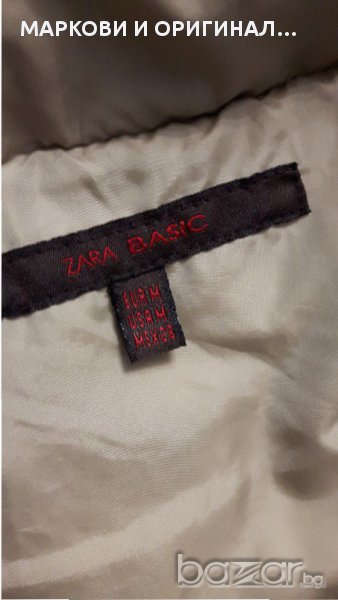 МАРКОВИ И ОРИГИНАЛ...
ZARA BASIC
EUR M
USA M
MEX 28
bazar.bg